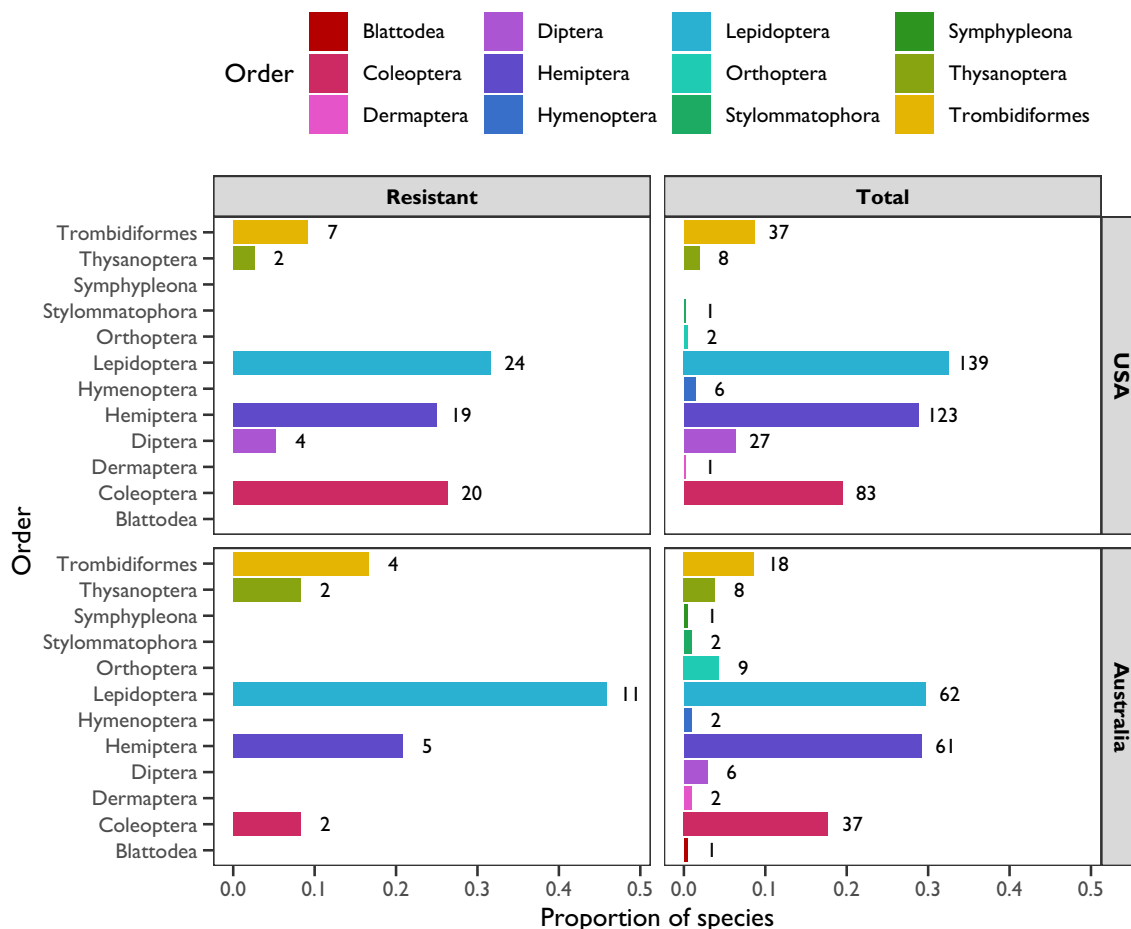 Order
Blattodea
Coleoptera
Dermaptera
Diptera
Hemiptera
Hymenoptera
Lepidoptera
Orthoptera
Stylommatophora
Symphypleona
Thysanoptera
Trombidiformes
Resistant
Total
Order
USA
Trombidiformes 7 37
Thysanoptera 2 8
Symphypleona
Stylommatophora 1
Orthoptera 2
Lepidoptera 24 139
Hymenoptera 6
Hemiptera 19 123
Diptera 4 27
Dermaptera 1
Coleoptera 20 83
Blattodea
Australia
Trombidiformes 4 18
Thysanoptera 2 8
Symphypleona 1
Stylommatophora 2
Orthoptera 9
Lepidoptera 11 62
Hymenoptera 2
Hemiptera 5 61
Diptera 6
Dermaptera 2
Coleoptera 2 37
Blattodea 1
0.0 0.1 0.2 0.3 0.4 0.5 0.0 0.1 0.2 0.3 0.4 0.5
Proportion of species